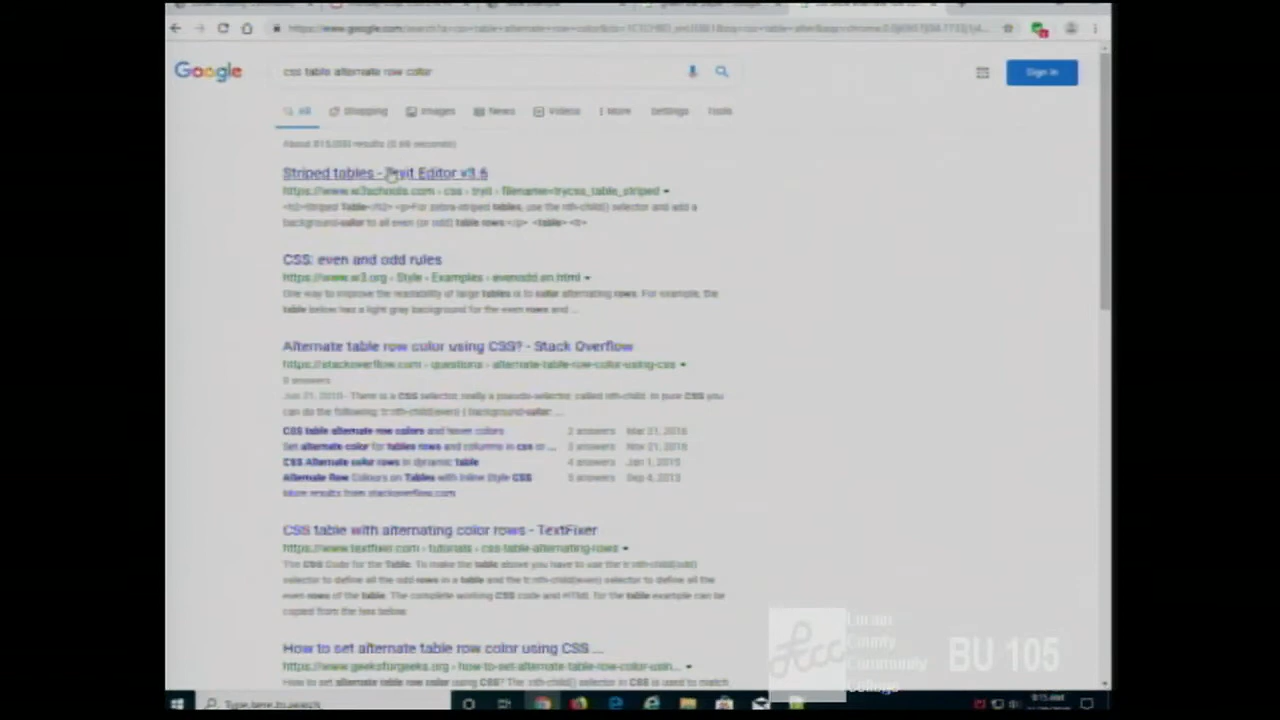 Google
css table alternate row color
Sign in
All Shopping Images News Videos More Settings Tools
About 815,000 results (0.66 seconds)
Striped tables - Tryit Editor v3.6
https://www.w3schools.com › css › tryit › filename=trycss_table_striped
<h2>Striped Table</h2> <p>For zebra-striped tables, use the nth-child() selector and add a
background-color to all even (or odd) table rows:</p> <table> <t>
CSS: even and odd rules
https://www.w3.org › Style › Examples › evenodd.en.html
One way to improve the readability of large tables is to color alternating rows. For example, the
table below has a light gray background for the even rows and ...
Alternate table row color using CSS? - Stack Overflow
https://stackoverflow.com › questions › alternate-table-row-color-using-css
answers
There is a CSS selector, really a pseudo-selector, called nth-child. In pure CSS you
can do the following: tr:nth-child(even) { background-color: ...
CSS table alternate row colors and hover colors 2 answers Mar 21, 2016
Set alternate color for tables rows and columns in css or ... 3 answers Nov 21, 2016
CSS Alternate color rows in dynamic table 4 answers
Alternate Row Colours on Tables with Inline Style CSS answers
More results from stackoverflow.com
CSS table with alternating color rows - TextFixer
https://www.textfixer.com › tutorials › css-table-alternating-rows
The CSS Code for the Table. To make the table above you have to use the tr:nth-child(odd)
selector to define all the odd rows in a table and the tr:nth-child(even) selector to define all the
even rows of the table. The complete working CSS code and HTML for the table example can be
copied from the box below.
How to set alternate table row color using CSS ...
https://www.geeksforgeeks.org › how-to-set-alternate-table-row-color-usin...
How to set alternate table row color using CSS? The :nth-child() selector in CSS is used to match
Lorain
County
Community
College
BU 105
Type here to search
9:15 AM